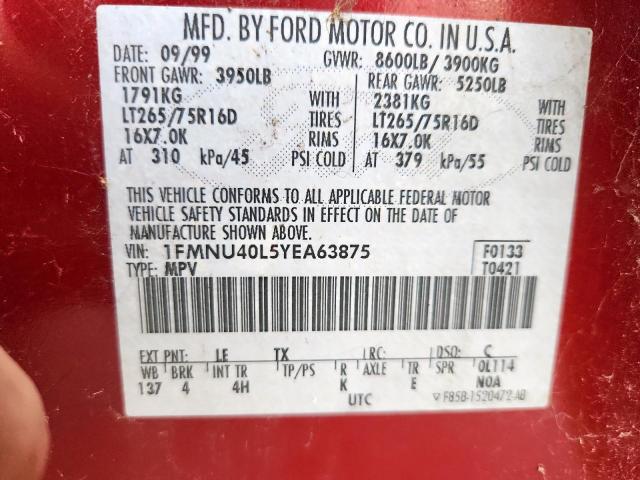 MFD. BY FORD MOTOR CO. IN U.S.A.
DATE: 09/99 GVWR: 8600LB/3900KG
FRONT GAWR: 3950LB REAR GAWR: 5250LB
1791KG WITH 2381KG WITH
LT265/75R16D TIRES LT265/75R16D TIRES
16X7.0K RIMS 16X7.0K RIMS
AT 310 kPa/45 PSI COLD AT 379 kPa/55 PSI COLD
THIS VEHICLE CONFORMS TO ALL APPLICABLE FEDERAL MOTOR
VEHICLE SAFETY STANDARDS IN EFFECT ON THE DATE OF
MANUFACTURE SHOWN ABOVE.
VIN: 1FMNU40L5YEA63875 F0133
TYPE: MPV T0421
EXT PNT: LE TX RC: DSO: C
WB BRK INT TR TP/PS R AXLE TR SPR 0L114
137 4 4H K E N0A
UTC F85B-1520472-AB